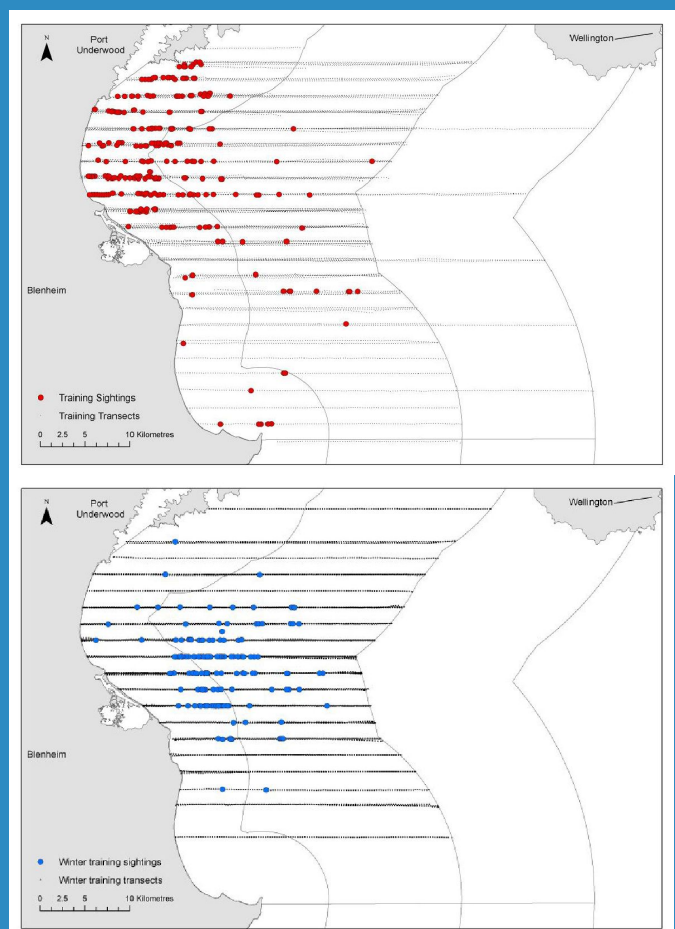 N
Port
Underwood
Wellington
Blenheim
Training Sightings
Traiining Transects
0 2.5 5 10 Kilometres
N
Port
Underwood
Wellington
Blenheim
Winter training sightings
Winter training transects
0 2.5 5 10 Kilometres